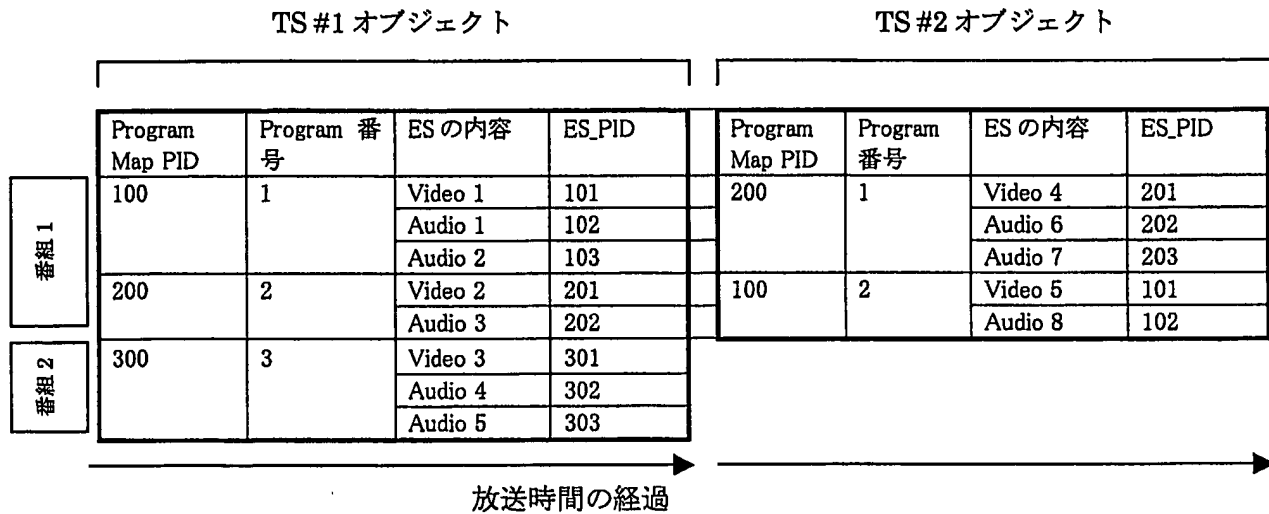 TS #1 オブジェクト
TS #2 オブジェクト
Program Map PID
Program 番号
ES の内容
ES_PID
Program Map PID
Program 番号
ES の内容
ES_PID
番組 1
100
1
Video 1
101
200
1
Video 4
201
Audio 1
102
Audio 6
202
Audio 2
103
Audio 7
203
200
2
Video 2
201
100
2
Video 5
101
Audio 3
202
Audio 8
102
番組 2
300
3
Video 3
301
Audio 4
302
Audio 5
303
放送時間の経過